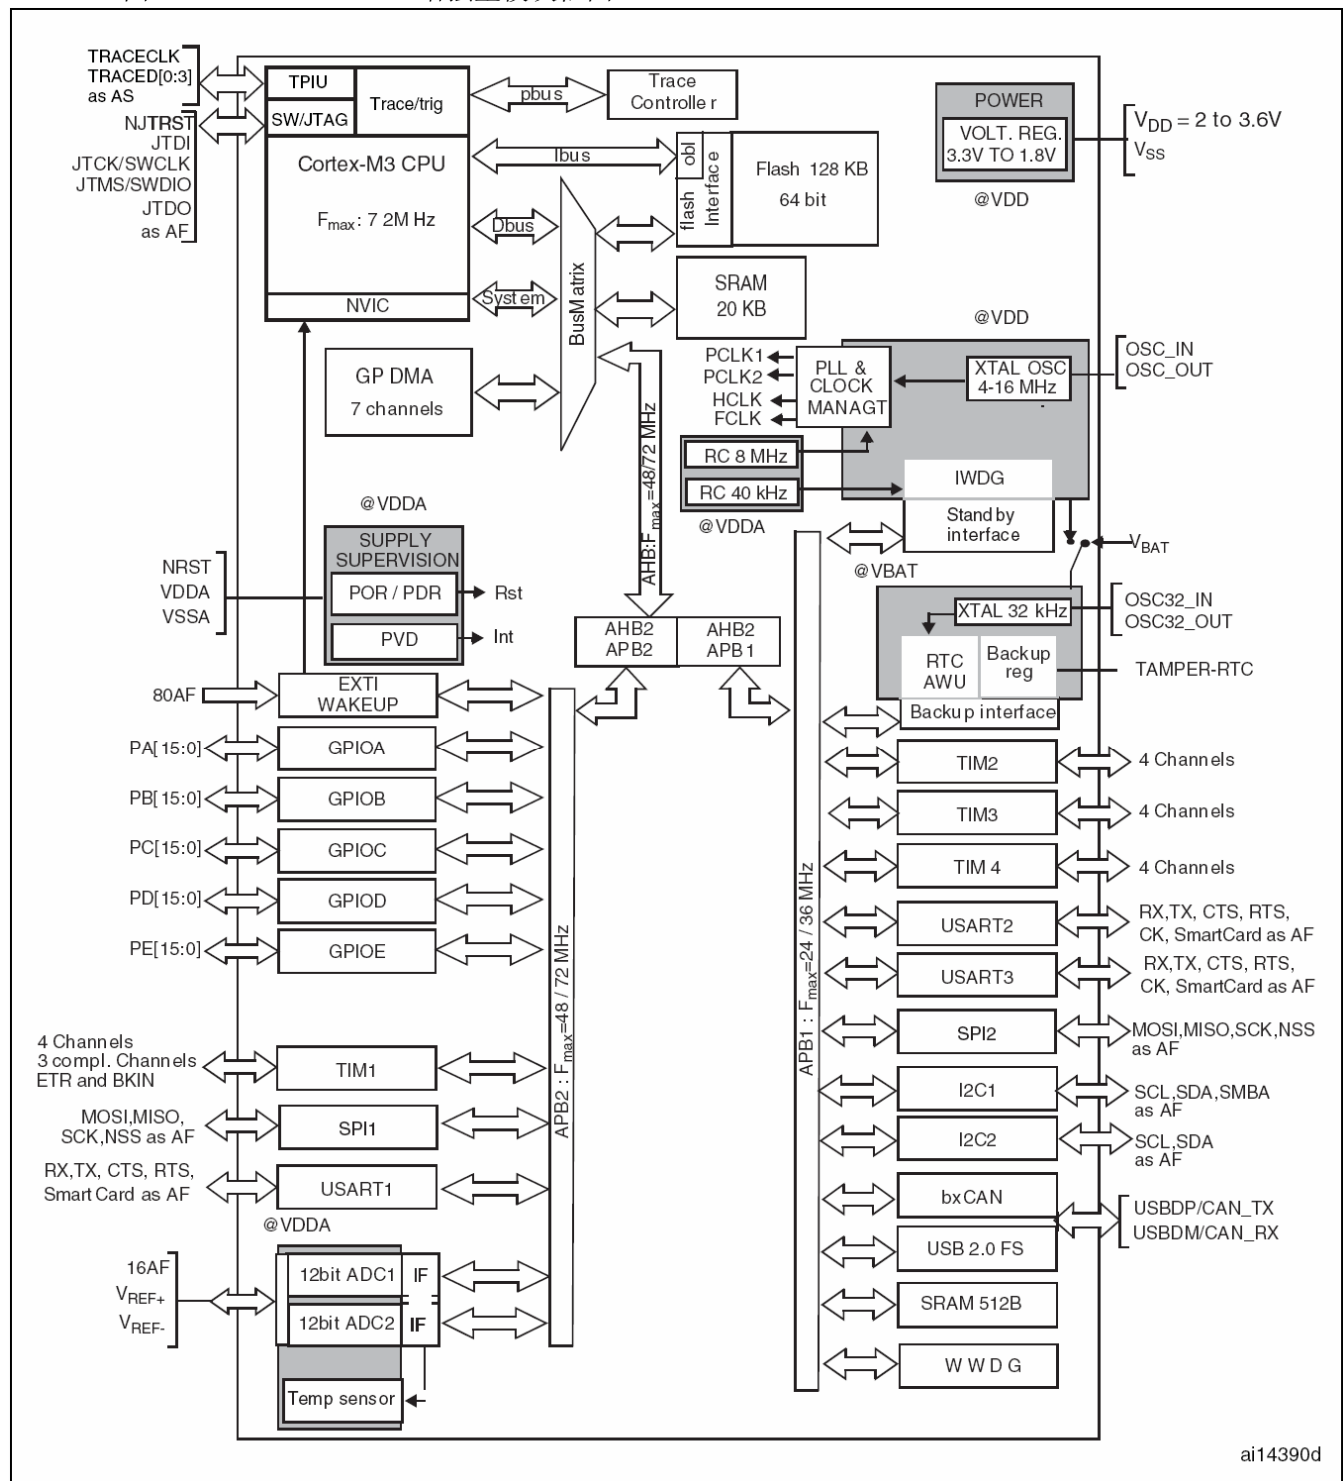 TRACECLK
TRACED[0:3]
as AS
NJTRST
JTDI
JTCK/SWCLK
JTMS/SWDIO
JTDO
as AF
TPIU
SW/JTAG
Trace/trig
pbus
Trace
Controller
Cortex-M3 CPU
Fmax: 7 2M Hz
NVIC
Ibus
Dbus
System
BusM atrix
obl
flash
Interface
Flash 128 KB
64 bit
SRAM
20 KB
POWER
VOLT. REG.
3.3V TO 1.8V
@VDD
VDD = 2 to 3.6V
VSS
GP DMA
7 channels
@VDD
PCLK1
PCLK2
HCLK
FCLK
PLL &
CLOCK
MANAGT
XTAL OSC
4-16 MHz
OSC_IN
OSC_OUT
RC 8 MHz
RC 40 kHz
@VDDA
IWDG
Stand by
interface
VBAT
@VBAT
AHB:Fmax=48/72 MHz
@VDDA
SUPPLY
SUPERVISION
NRST
VDDA
VSSA
POR / PDR
Rst
PVD
Int
AHB2
APB2
AHB2
APB1
XTAL 32 kHz
OSC32_IN
OSC32_OUT
RTC
AWU
Backup
reg
TAMPER-RTC
Backup interface
80AF
EXTI
WAKEUP
PA[15:0]
GPIOA
PB[15:0]
GPIOB
PC[15:0]
GPIOC
PD[15:0]
GPIOD
PE[15:0]
GPIOE
4 Channels
3 compl. Channels
ETR and BKIN
TIM1
MOSI,MISO,
SCK,NSS as AF
SPI1
RX,TX, CTS, RTS,
SmartCard as AF
USART1
@VDDA
16AF
VREF+
VREF-
12bit ADC1
IF
12bit ADC2
IF
Temp sensor
APB2 : Fmax=48 / 72 MHz
APB1 : Fmax=24 / 36 MHz
TIM2
4 Channels
TIM3
4 Channels
TIM 4
4 Channels
USART2
RX,TX, CTS, RTS,
CK, SmartCard as AF
USART3
RX,TX, CTS, RTS,
CK, SmartCard as AF
SPI2
MOSI,MISO,SCK,NSS
as AF
I2C1
SCL,SDA,SMBA
as AF
I2C2
SCL,SDA
as AF
bxCAN
USBDP/CAN_TX
USBDM/CAN_RX
USB 2.0 FS
SRAM 512B
W W D G
ai14390d